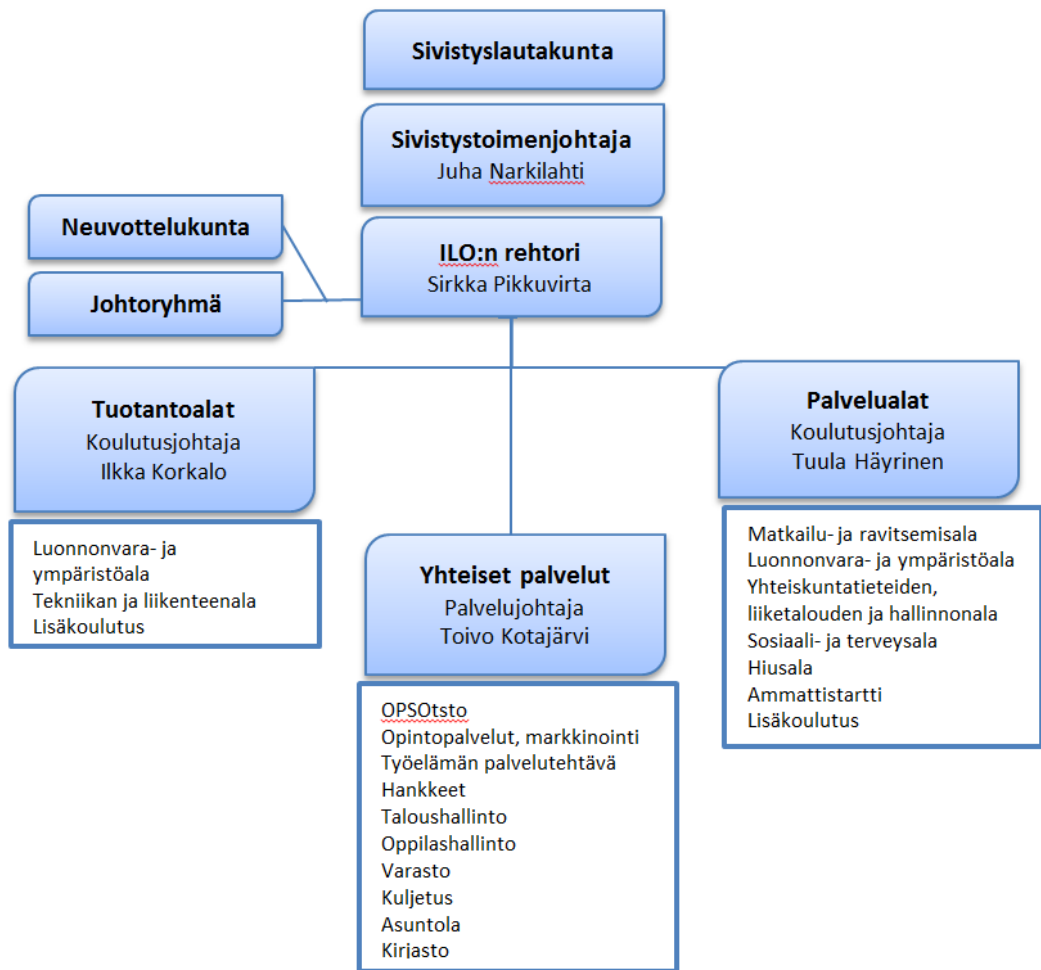 Sivistyslautakunta
Sivistystoimenjohtaja
Juha Narkilahti
Neuvottelukunta
Johtoryhmä
ILO:n rehtori
Sirkka Pikkuvirta
Tuotantoalat
Koulutusjohtaja
Ilkka Korkalo
Luonnonvara- ja
ympäristöala
Tekniikan ja liikenteenala
Lisäkoulutus
Yhteiset palvelut
Palvelujohtaja
Toivo Kotajärvi
OPSOtsto
Opintopalvelut, markkinointi
Työelämän palvelutehtävä
Hankkeet
Taloushallinto
Oppilashallinto
Varasto
Kuljetus
Asuntola
Kirjasto
Palvelualat
Koulutusjohtaja
Tuula Häyrinen
Matkailu- ja ravitsemisala
Luonnonvara- ja ympäristöala
Yhteiskuntatieteiden,
liiketalouden ja hallinnonala
Sosiaali- ja terveysala
Hiusala
Ammattistartti
Lisäkoulutus